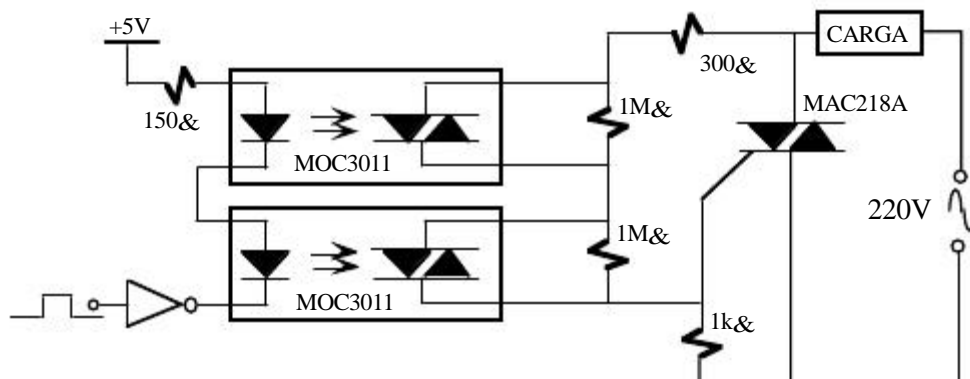 +5V
150&
MOC3011
MOC3011
300&
1M&
1M&
1k&
CARGA
MAC218A
220V